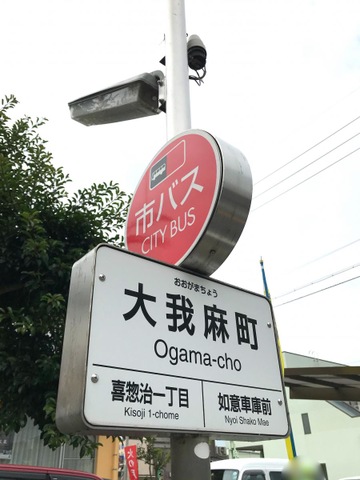 市バス
CITY BUS
おおがまちょう
大我麻町
Ogama-cho
喜惣治一丁目
Kisoji 1-chome
如意車庫前
Nyoi Shako Mae